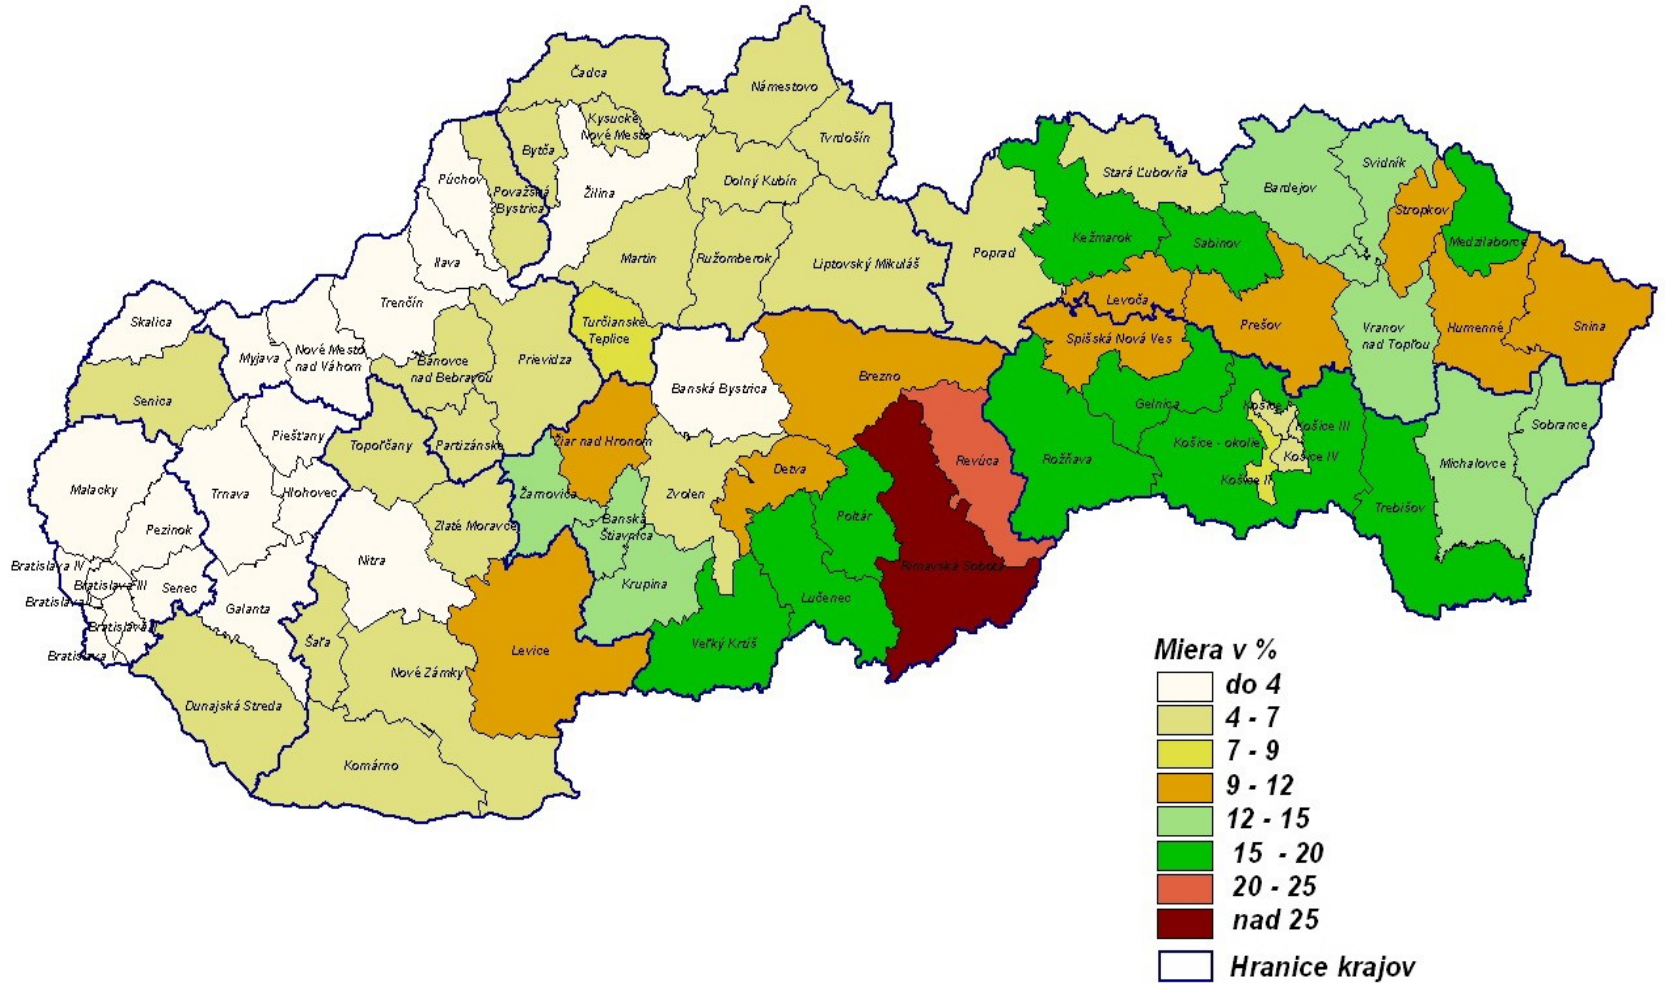 Čadca
Námestovo
Kysucké
Nové Mesto
Tvrdošín
Bytča
Púchov
Považská
Bystrica
Žilina
Dolný Kubín
Stará Ľubovňa
Svidník
Bardejov
Stropkov
Medzilaborce
Kežmarok
Sabinov
Ilava
Martin
Ružomberok
Liptovský Mikuláš
Poprad
Trenčín
Levoča
Skalica
Turčianske
Teplice
Prešov
Vranov
nad Topľou
Humenné
Snina
Spišská Nová Ves
Myjava
Nové Mesto
nad Váhom
Bánovce
nad Bebravou
Prievidza
Banská Bystrica
Brezno
Senica
Gelnica
Košice I
Košice III
Sobrance
Piešťany
Topoľčany
Partizánske
Žiar nad Hronom
Košice - okolie
Košice IV
Revúca
Rožňava
Michalovce
Malacky
Trnava
Hlohovec
Žarnovica
Zvolen
Detva
Košice II
Trebišov
Pezinok
Zlaté Moravce
Banská
Štiavnica
Poltár
Nitra
Rimavská Sobota
Bratislava IV
Bratislava III
Senec
Krupina
Lučenec
Bratislava
Galanta
Bratislava
Šaľa
Veľký Krtíš
Levice
Bratislava V
Nové Zámky
Dunajská Streda
Komárno
Miera v %
do 4
4 - 7
7 - 9
9 - 12
12 - 15
15 - 20
20 - 25
nad 25
Hranice krajov